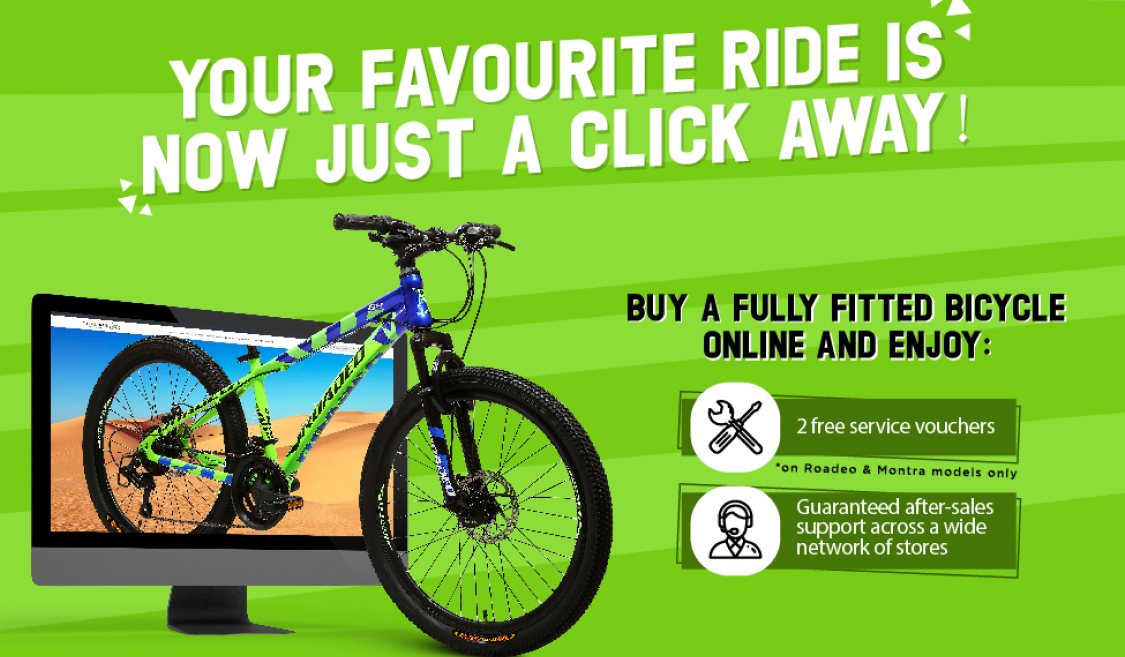 YOUR FAVOURITE RIDE IS
NOW JUST A CLICK AWAY!
BUY A FULLY FITTED BICYCLE
ONLINE AND ENJOY:
2 free service vouchers
*on Roadeo & Montra models only
Guaranteed after-sales
support across a wide
network of stores
ROADEO